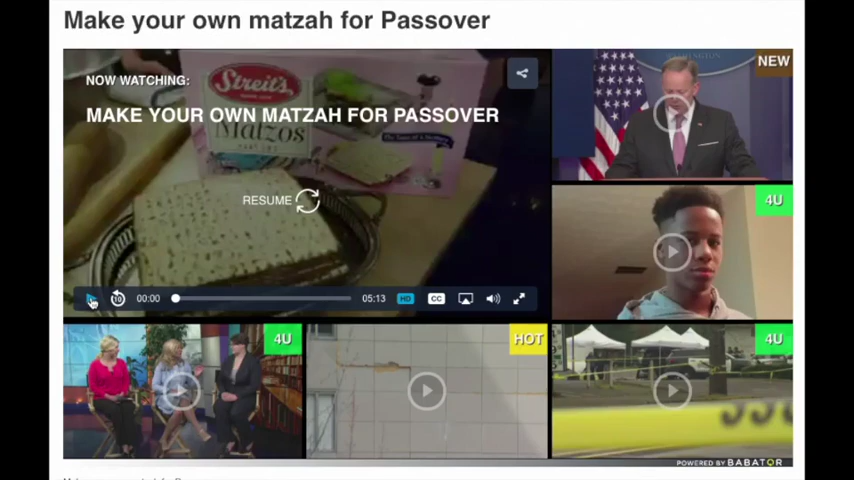 Make your own matzah for Passover
NOW WATCHING:
MAKE YOUR OWN MATZAH FOR PASSOVER
Streit's
Matzos
RESUME
10
00:00
05:13
HD
CC
NEW
4U
4U
HOT
4U
POWERED BY BABATOR